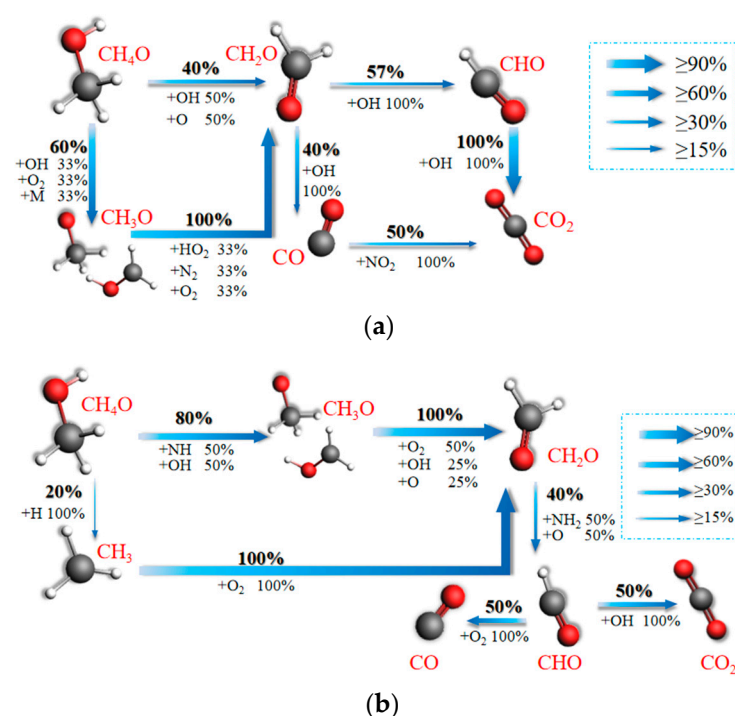 CH₄O
40%
+OH 50%
+O 50%
CH₂O
57%
+OH 100%
CHO
≥90%
≥60%
≥30%
≥15%
60%
+OH 33%
+O₂ 33%
+M 33%
CH₃O
100%
+HO₂ 33%
+N₂ 33%
+O₂ 33%
40%
+OH
100%
CO
50%
+NO₂ 100%
100%
+OH 100%
CO₂
(a)
CH₄O
80%
+NH 50%
+OH 50%
CH₃O
100%
+O₂ 50%
+OH 25%
+O 25%
CH₂O
≥90%
≥60%
≥30%
≥15%
20%
+H 100%
CH₃
100%
+O₂ 100%
40%
+NH₂ 50%
+O 50%
50%
+O₂ 100%
50%
+OH 100%
CO
CHO
CO₂
(b)